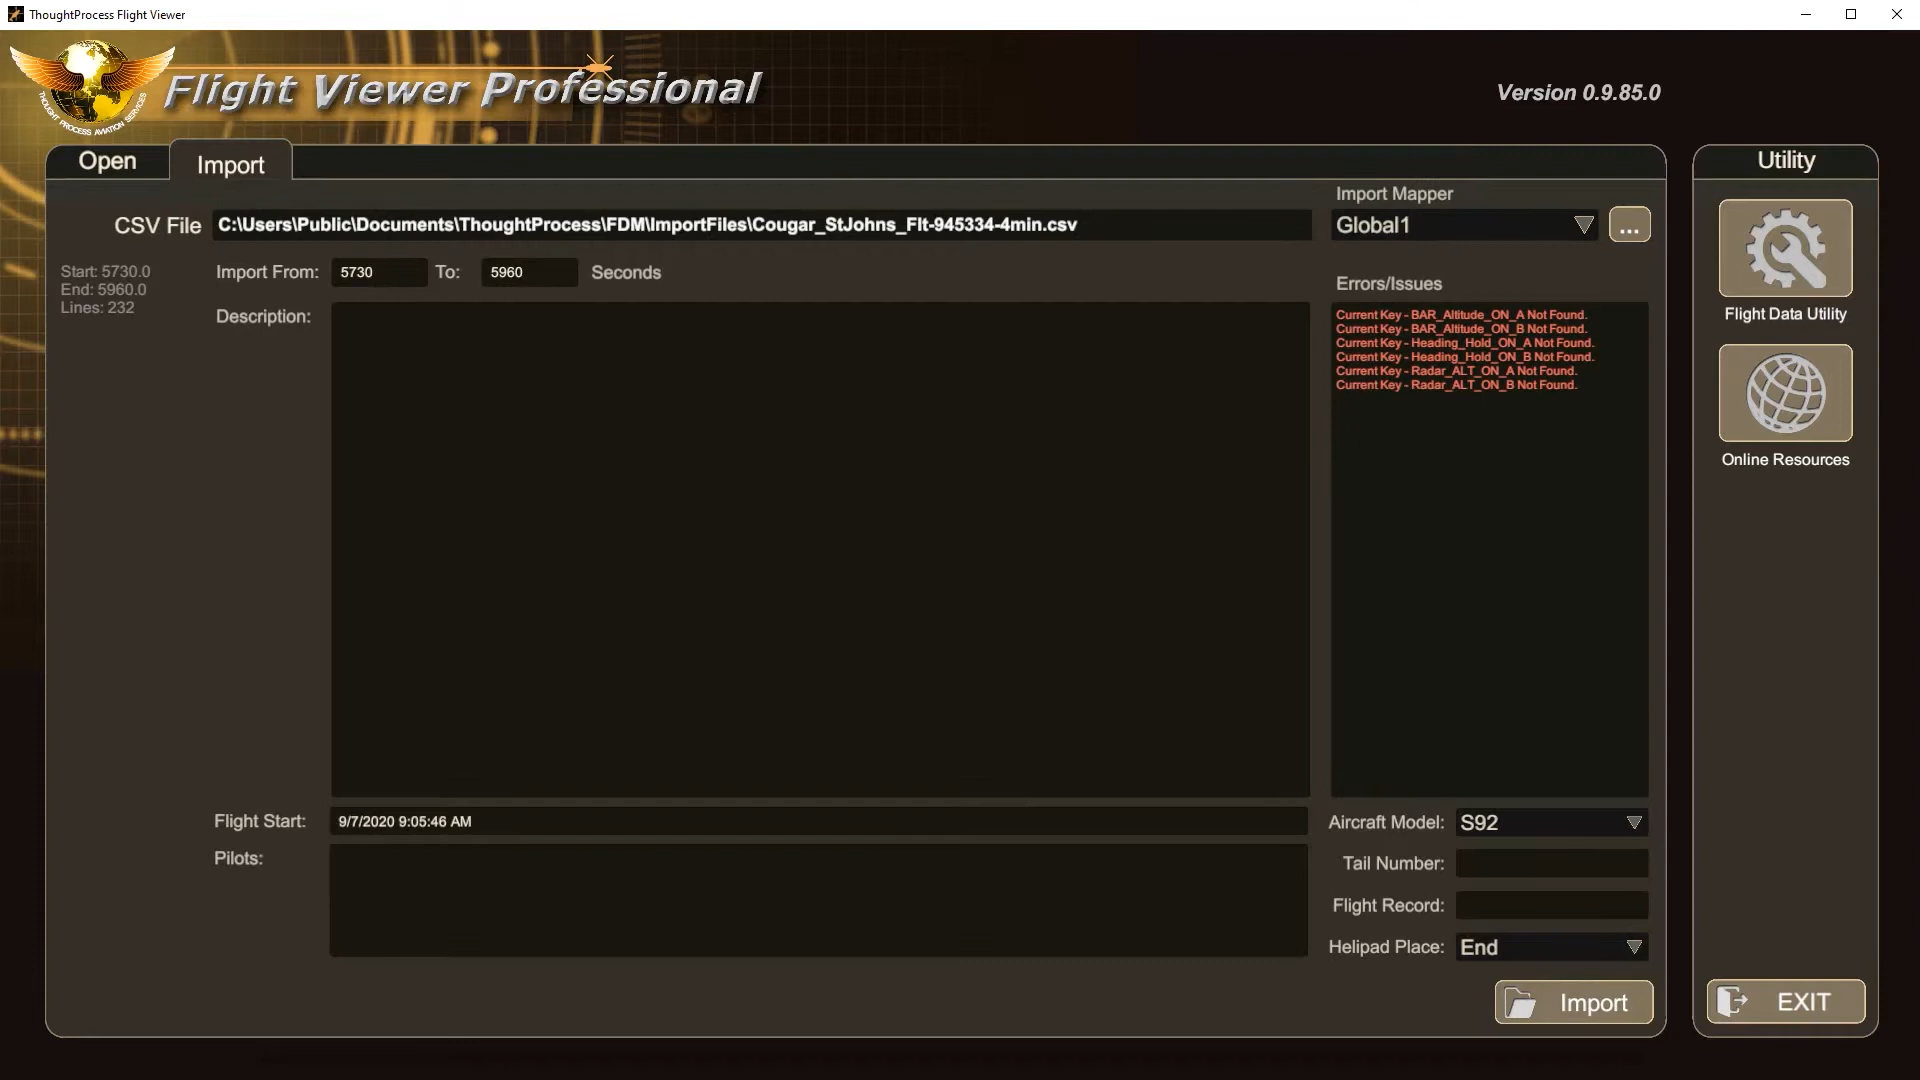 ThoughtProcess Flight Viewer
Flight Viewer Professional
THOUGHT PROCESS AVIATION SERVICES
Version 0.9.85.0
Open
Import
Utility
Import Mapper
CSV File
C:\Users\Public\Documents\ThoughtProcess\FDM\ImportFiles\Cougar_StJohns_Flt-945334-4min.csv
Global1
...
Start: 5730.0
End: 5960.0
Lines: 232
Import From: 5730 To: 5960 Seconds
Description:
Errors/Issues
Current Key - BAR_Altitude_ON_A Not Found.
Current Key - BAR_Altitude_ON_B Not Found.
Current Key - Heading_Hold_ON_A Not Found.
Current Key - Heading_Hold_ON_B Not Found.
Current Key - Radar_ALT_ON_A Not Found.
Current Key - Radar_ALT_ON_B Not Found.
Flight Data Utility
Online Resources
Flight Start: 9/7/2020 9:05:46 AM
Pilots:
Aircraft Model: S92
Tail Number:
Flight Record:
Helipad Place: End
Import
EXIT